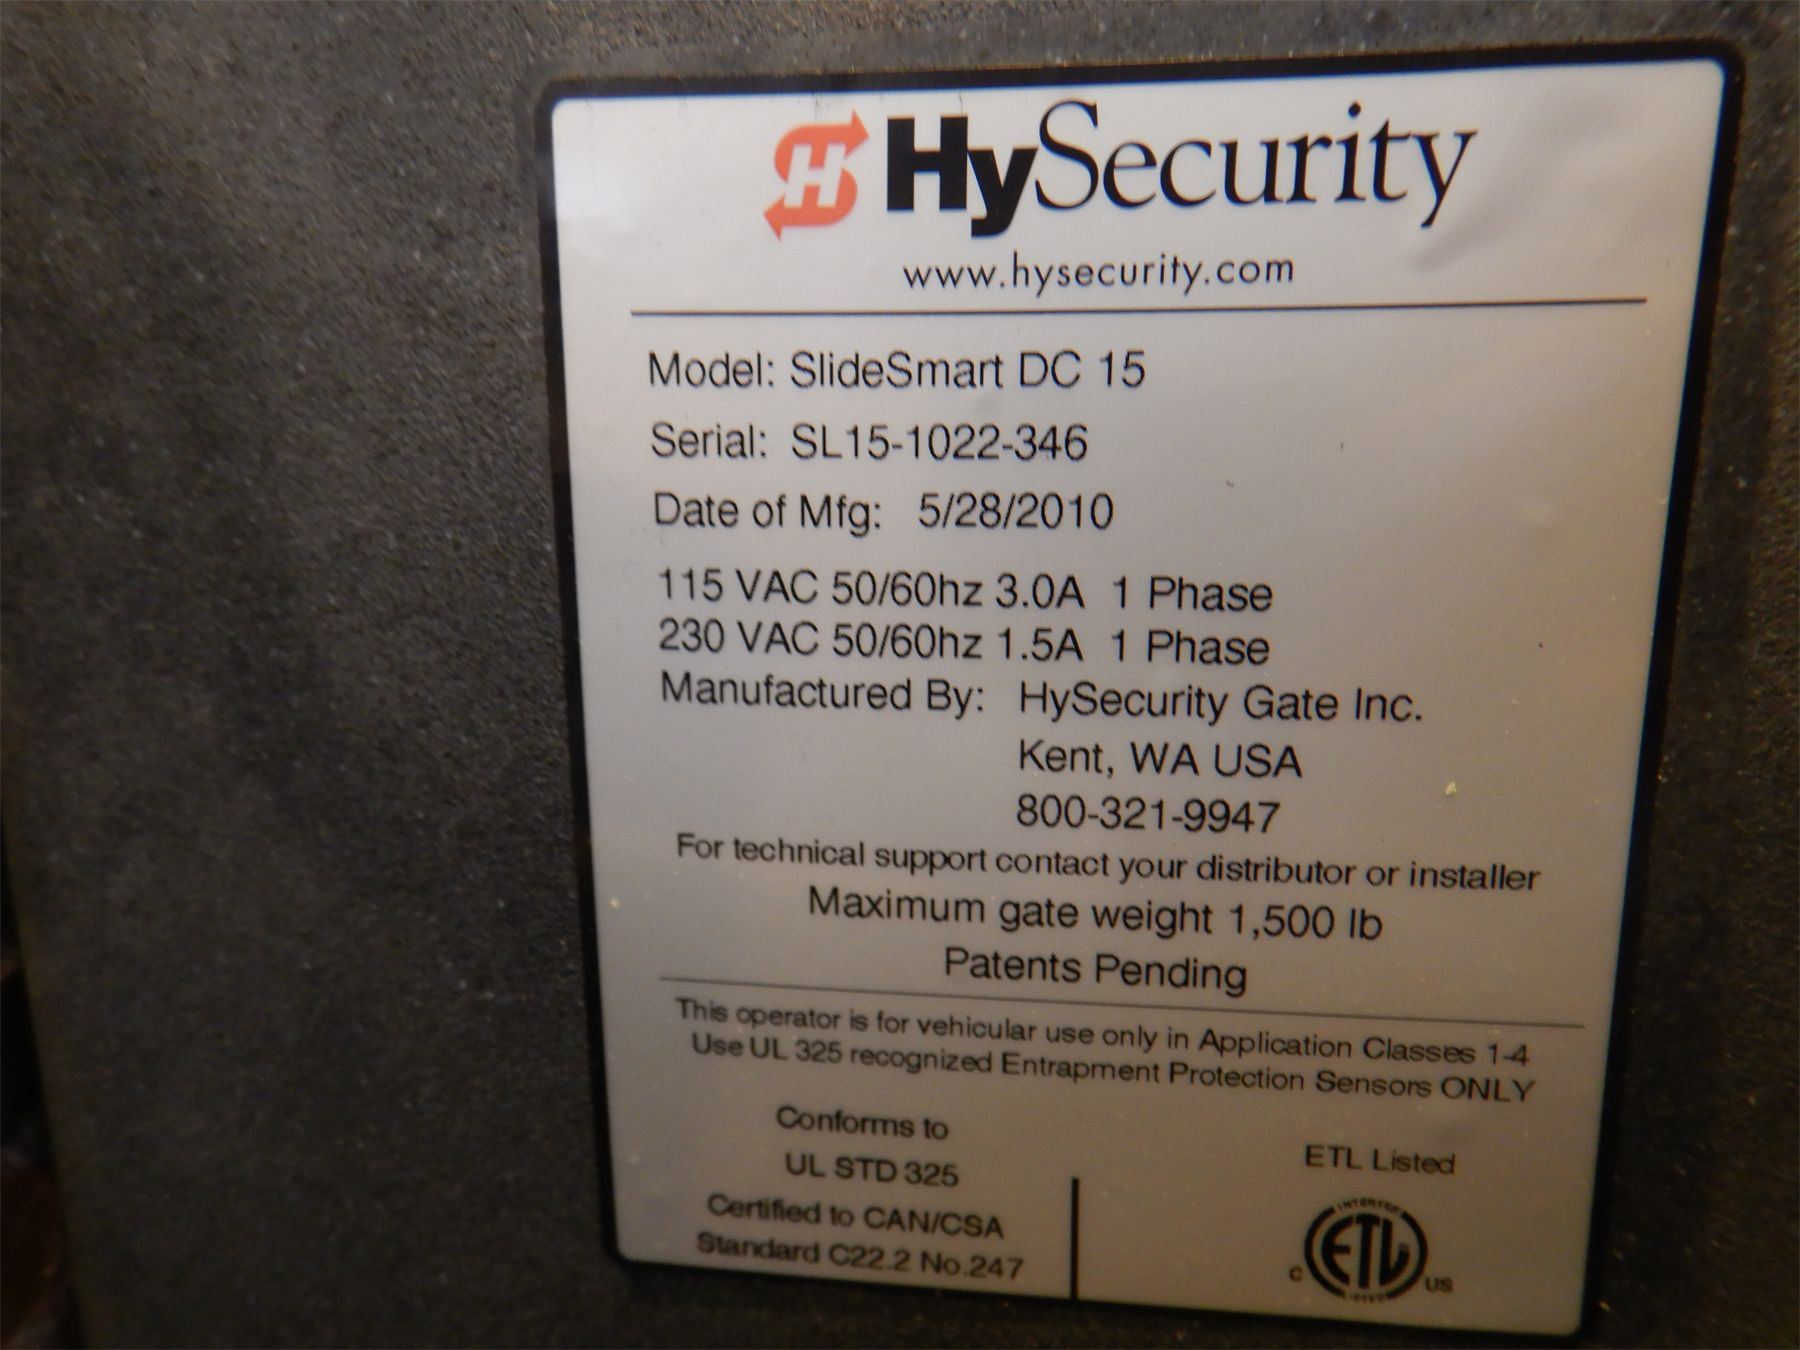 HySecurity
www.hysecurity.com
Model: SlideSmart DC 15
Serial: SL15-1022-346
Date of Mfg: 5/28/2010
115 VAC 50/60hz 3.0A 1 Phase
230 VAC 50/60hz 1.5A 1 Phase
Manufactured By: HySecurity Gate Inc.
Kent, WA USA
800-321-9947
For technical support contact your distributor or installer
Maximum gate weight 1,500 lb
Patents Pending
This operator is for vehicular use only in Application Classes 1-4
Use UL 325 recognized Entrapment Protection Sensors ONLY
Conforms to
UL STD 325
Certified to CAN/CSA
Standard C22.2 No.247
ETL Listed
INTERTEK
C ETL US
LISTED